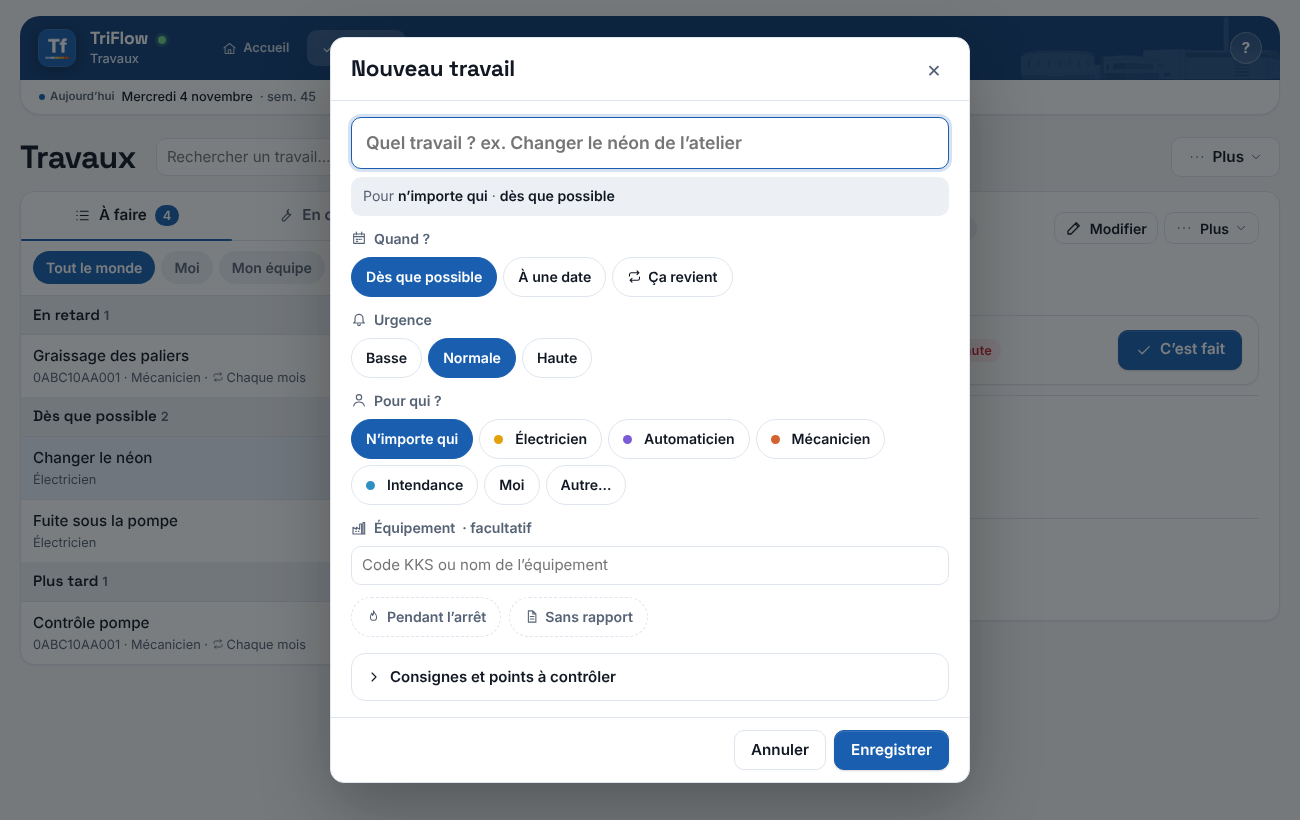 Tf
TriFlow
Travaux
Accueil
?
Aujourd’hui Mercredi 4 novembre · sem. 45
Travaux
Rechercher un travail...
Plus
À faire 4
En
Tout le monde
Moi
Mon équipe
Modifier
Plus
En retard 1
Graissage des paliers
0ABC10AA001 · Mécanicien · Chaque mois
C’est fait
Dès que possible 2
Changer le néon
Électricien
Fuite sous la pompe
Électricien
Plus tard 1
Contrôle pompe
0ABC10AA001 · Mécanicien · Chaque mois
Nouveau travail
Quel travail ? ex. Changer le néon de l’atelier
Pour n’importe qui · dès que possible
Quand ?
Dès que possible
À une date
Ça revient
Urgence
Basse
Normale
Haute
Pour qui ?
N’importe qui
Électricien
Automaticien
Mécanicien
Intendance
Moi
Autre…
Équipement · facultatif
Code KKS ou nom de l’équipement
Pendant l’arrêt
Sans rapport
Consignes et points à contrôler
Annuler
Enregistrer